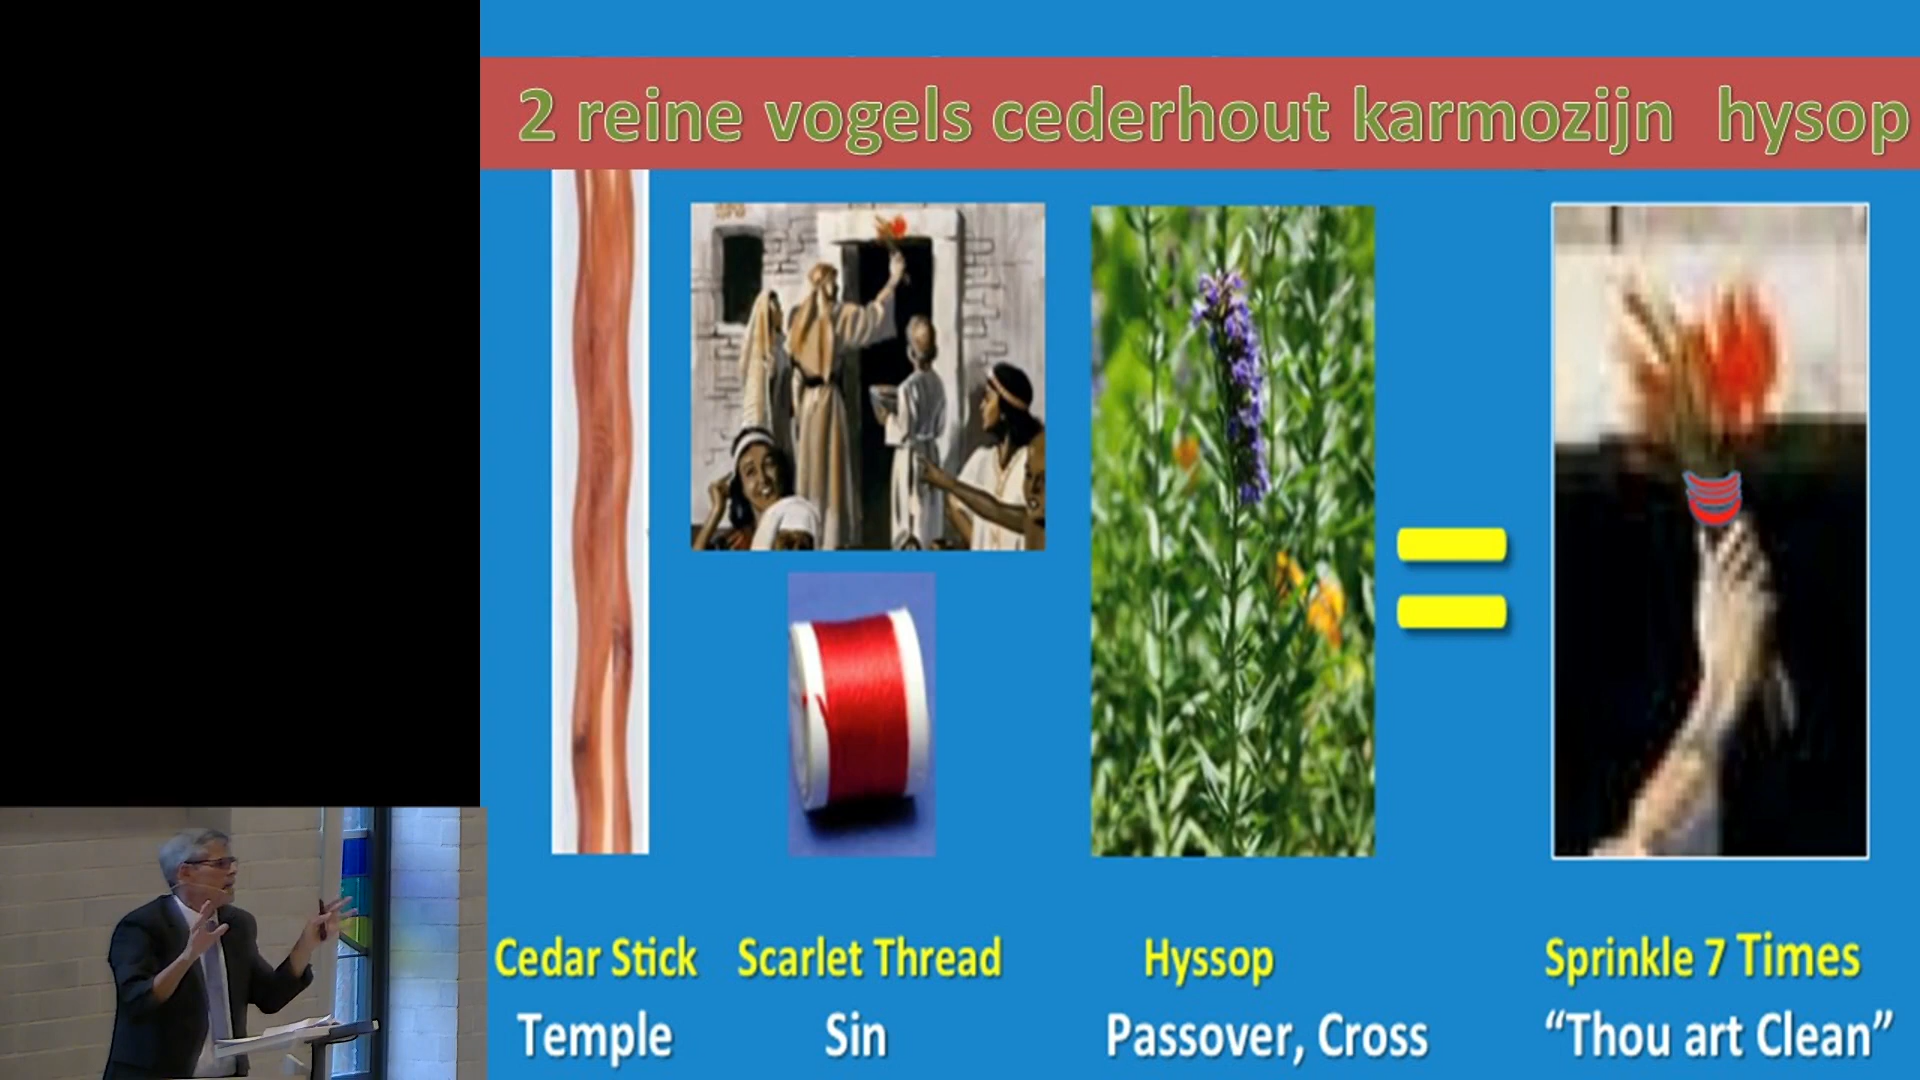 2 reine vogels cederhout karmozijn hysop
Cedar Stick
Temple
Scarlet Thread
Sin
Hyssop
Passover, Cross
Sprinkle 7 Times
“Thou art Clean”